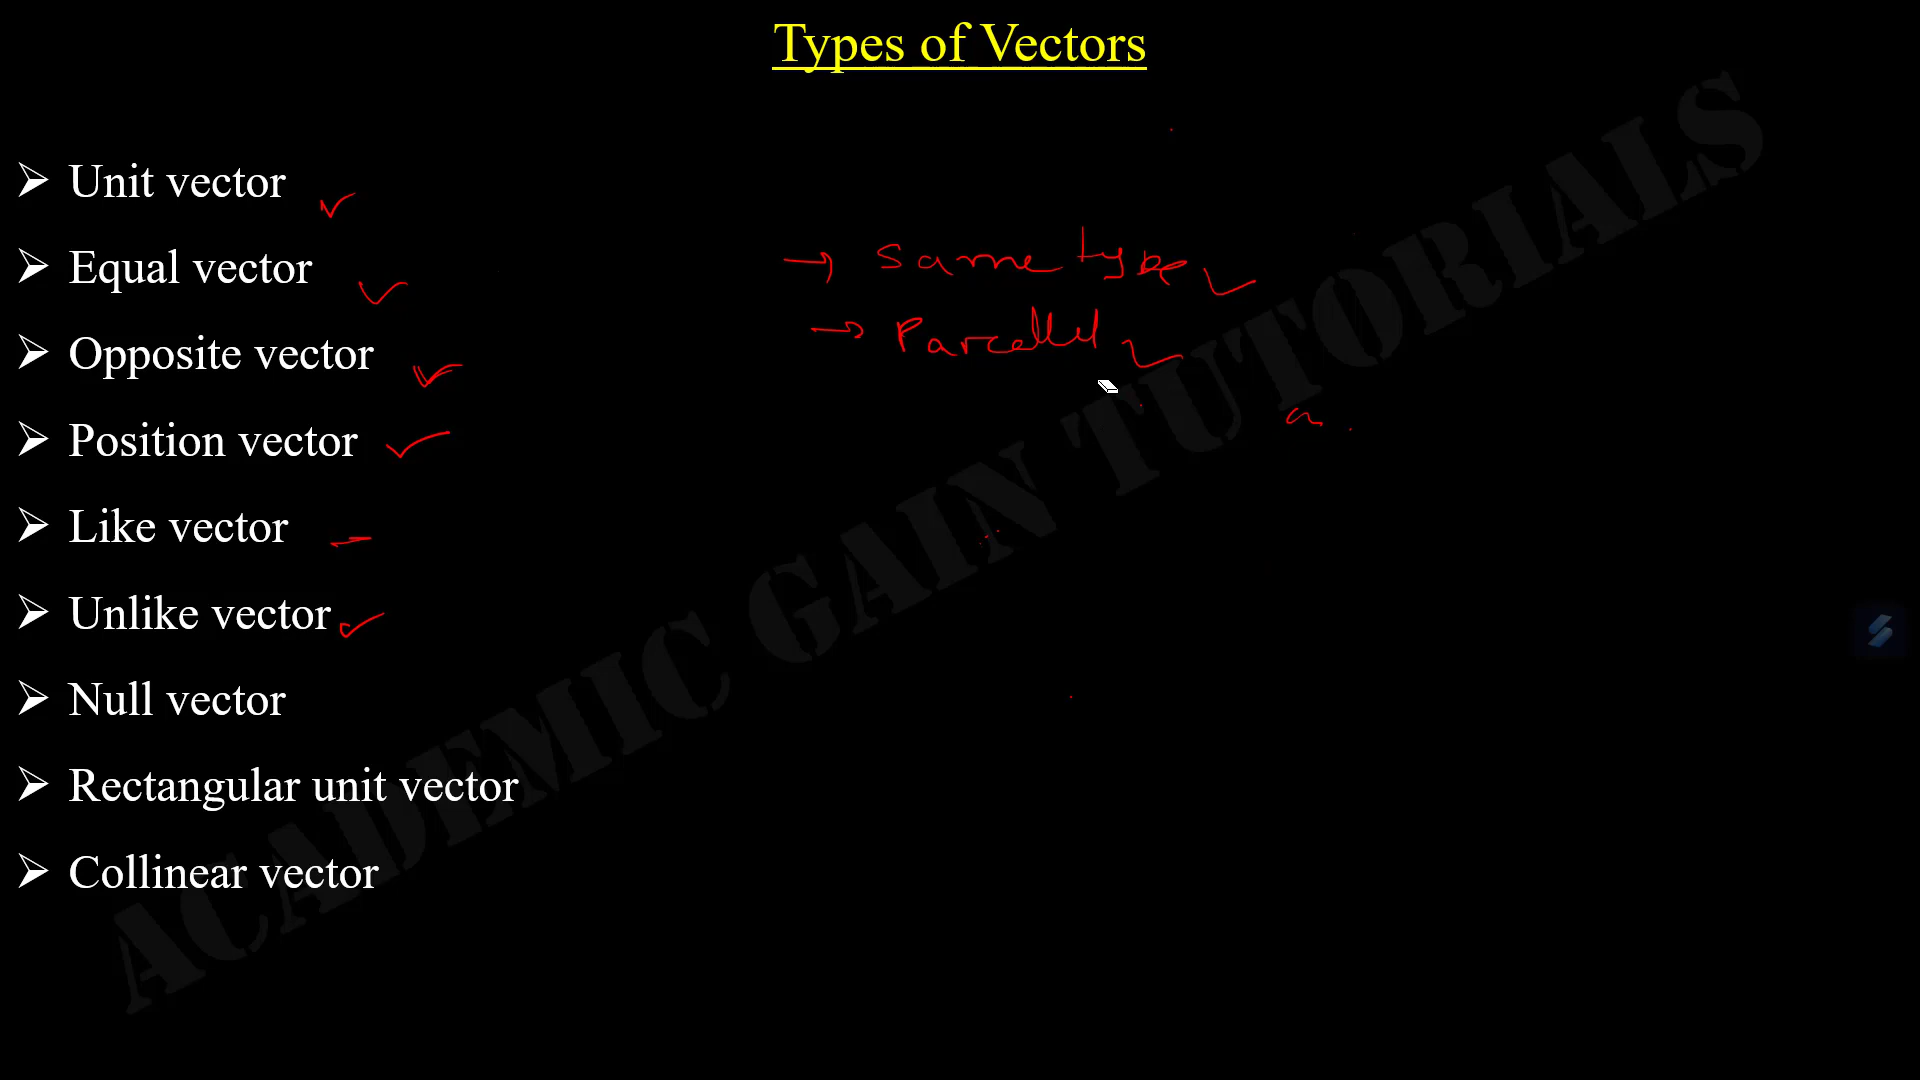 Types of Vectors
➢ Unit vector
➢ Equal vector
➢ Opposite vector
➢ Position vector
➢ Like vector
➢ Unlike vector
➢ Null vector
➢ Rectangular unit vector
➢ Collinear vector
→ Same type
→ Parallel
ACADEMIC GAIN TUTORIALS